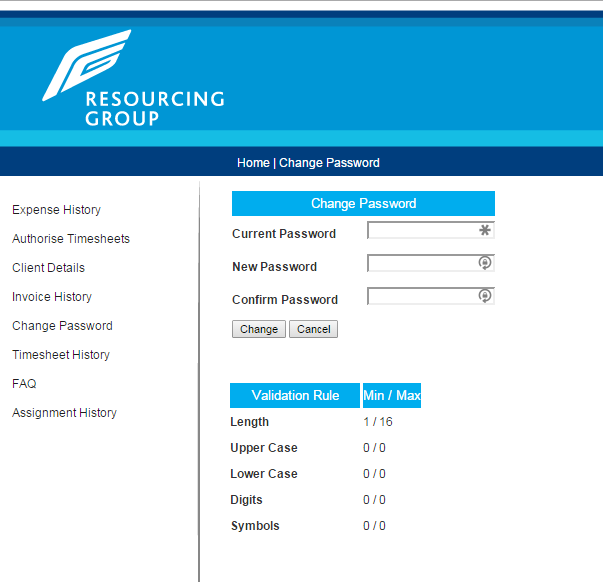 RESOURCING
GROUP
Home | Change Password
Expense History
Authorise Timesheets
Client Details
Invoice History
Change Password
Timesheet History
FAQ
Assignment History
Change Password
Current Password
New Password
Confirm Password
Change Cancel
Validation Rule Min / Max
Length 1 / 16
Upper Case 0 / 0
Lower Case 0 / 0
Digits 0 / 0
Symbols 0 / 0